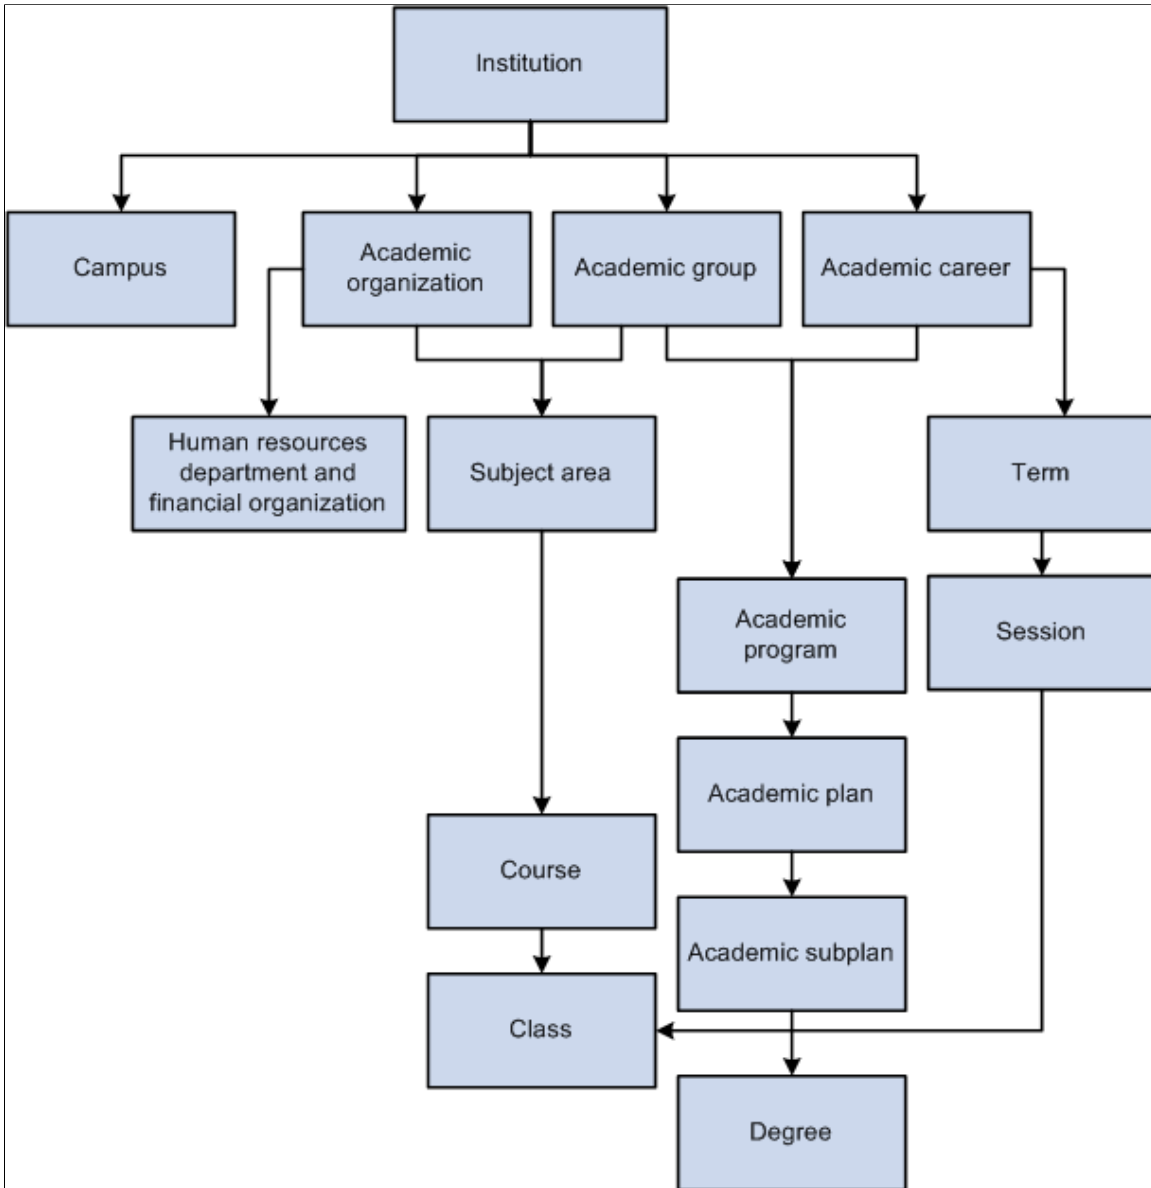 Institution
Campus
Academic
organization
Academic group
Academic career
Human resources
department and
financial organization
Subject area
Term
Academic
program
Session
Academic plan
Course
Academic subplan
Class
Degree